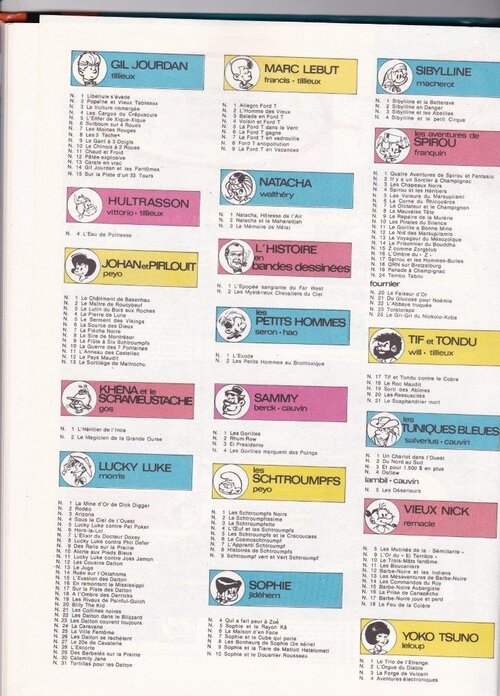 GIL JOURDAN
tillieux
N. 1 Libellule s'évade
N. 2 Popaïne et Vieux Tableaux
N. 3 La Voiture immergée
N. 4 Les Cargos du Crépuscule
N. 5 L'Enfer de Xique-Xique
N. 6 Surboum sur 4 Roues
N. 7 Les Moines Rouges
N. 8 Les 3 Taches
N. 9 Le Gant à 3 Doigts
N. 10 Le Chinois à 2 Roues
N. 11 Chaud et Froid
N. 12 Pâtée explosive
N. 13 Carats en vrac
N. 14 Gil Jourdan et les Fantômes
N. 15 Sur la Piste d'un 33 Tours
HULTRASSON
vittorio - tillieux
N. 4 L'Eau de Politesse
JOHAN et PIRLOUIT
peyo
N. 1 Le Châtiment de Basenhau
N. 2 Le Maître de Roucybeuf
N. 3 Le Lutin du Bois aux Roches
N. 4 La Pierre de Lune
N. 5 Le Serment des Vikings
N. 6 La Source des Dieux
N. 7 La Flèche Noire
N. 8 Le Sire de Montrésor
N. 9 La Flûte à Six Schtroumpfs
N. 10 La Guerre des 7 Fontaines
N. 11 L'Anneau des Castellac
N. 12 Le Pays Maudit
N. 13 Le Sortilège de Maltrochu
KHENA et le
SCRAMEUSTACHE
gos
N. 1 L'Héritier de l'Inca
N. 2 Le Magicien de la Grande Ourse
LUCKY LUKE
morris
N. 1 La Mine d'Or de Dick Digger
N. 2 Rodéo
N. 3 Arizona
N. 4 Sous le Ciel de l'Ouest
N. 5 Lucky Luke contre Pat Poker
N. 6 Hors-la-Loi
N. 7 L'Elixir du Docteur Doxey
N. 8 Lucky Luke contre Phil Defer
N. 9 Des Rails sur la Prairie
N. 10 Alerte aux Pieds Bleus
N. 11 Lucky Luke contre Joss Jamon
N. 12 Les Cousins Dalton
N. 13 Le Juge
N. 14 Ruée sur l'Oklahoma
N. 15 L'Evasion des Dalton
N. 16 En remontant le Mississippi
N. 17 Sur la Piste des Dalton
N. 18 A l'Ombre des Derricks
N. 19 Les Rivaux de Painful-Gulch
N. 20 Billy The Kid
N. 21 Les Collines noires
N. 22 Les Dalton dans le Blizzard
N. 23 Les Dalton courent toujours
N. 24 La Caravane
N. 25 La Ville Fantôme
N. 26 Les Dalton se rachètent
N. 27 Le 20e de Cavalerie
N. 28 L'Escorte
N. 29 Des Barbelés sur la Prairie
N. 30 Calamity Jane
N. 31 Tortillas pour les Dalton
MARC LEBUT
francis - tillieux
N. 1 Allegro Ford T
N. 2 L'Homme des Vieux
N. 3 Balade en Ford T
N. 4 Voisin et Ford T
N. 5 La Ford T dans le Vent
N. 6 La Ford T gagne
N. 7 La Ford T en vadrouille
N. 8 Ford T antipollution
N. 9 La Ford T en Vacances
NATACHA
walthéry
N. 1 Natacha, Hôtesse de l'Air
N. 2 Natacha et le Maharadjah
N. 3 La Mémoire de Métal
L'HISTOIRE
en
bandes dessinées
N. 1 L'Epopée sanglante du Far West
N. 2 Les Mystérieux Chevaliers du Ciel
les
PETITS HOMMES
seron - hao
N. 1 L'Exode
N. 2 Les Petits Hommes au Brontoxique
SAMMY
berck - cauvin
N. 1 Les Gorilles
N. 2 Rhum Row
N. 3 El Presidente
N. 4 Les Gorilles marquent des Poings
les
SCHTROUMPFS
peyo
N. 1 Les Schtroumpfs Noirs
N. 2 Le Schtroumpfissime
N. 3 La Schtroumpfette
N. 4 L'Œuf et les Schtroumpfs
N. 5 Les Schtroumpfs et le Cracoucass
N. 6 Le Cosmoschtroumpf
N. 7 L'Apprenti Schtroumpf
N. 8 Histoires de Schtroumpfs
N. 9 Schtroumpf vert et Vert Schtroumpf
SOPHIE
jidéhem
N. 4 Qui a fait peur à Zoé
N. 5 Sophie et le Rayon Kâ
N. 6 La Maison d'en Face
N. 7 Sophie et le Cube qui parle
N. 8 Les Bonheurs de Sophie (2e série)
N. 9 Sophie et la Tiare de Matlotl Halatomatl
N. 10 Sophie et le Douanier Rousseau
SIBYLLINE
macherot
N. 1 Sibylline et la Betterave
N. 2 Sibylline en Danger
N. 3 Sibylline et les Abeilles
N. 4 Sibylline et le petit Cirque
les aventures de
SPIROU
franquin
N. 1 Quatre Aventures de Spirou et Fantasio
N. 2 Il y a un Sorcier à Champignac
N. 3 Les Chapeaux Noirs
N. 4 Spirou et les Héritiers
N. 5 Les Voleurs du Marsupilami
N. 6 La Corne du Rhinocéros
N. 7 Le Dictateur et le Champignon
N. 8 La Mauvaise Tête
N. 9 Le Repaire de la Murène
N. 10 Les Pirates du Silence
N. 11 Le Gorille a Bonne Mine
N. 12 Le Nid des Marsupilamis
N. 13 Le Voyageur du Mésozoïque
N. 14 Le Prisonnier du Bouddha
N. 15 Z comme Zorglub
N. 16 L'Ombre du « Z »
N. 17 Spirou et les Hommes-Bulles
N. 18 QRN sur Bretzelburg
N. 19 Panade à Champignac
N. 24 Tembo Tabou
fournier
N. 20 Le Faiseur d'Or
N. 21 Du Glucose pour Noémie
N. 22 L'Abbaye truquée
N. 23 Toratorapa
N. 25 Le Gri-Gri du Niokolo-Koba
TIF et TONDU
will - tillieux
N. 17 Tif et Tondu contre le Cobra
N. 18 Le Roc Maudit
N. 19 Sorti des Abîmes
N. 20 Les Ressuscités
N. 21 Le Scaphandrier mort
les
TUNIQUES BLEUES
salvérius - cauvin
N. 1 Un Chariot dans l'Ouest
N. 2 Du Nord au Sud
N. 3 Et pour 1.500 $ en plus
N. 4 Outlaw
lambil - cauvin
N. 5 Les Déserteurs
VIEUX NICK
remacle
N. 8 Les Mutinés de la « Sémillante »
N. 9 L'Or du « El Terrible »
N. 10 Le Trois-Mâts fantôme
N. 11 Les Boucaniers
N. 12 Barbe-Noire et les Indiens
N. 13 Les Mésaventures de Barbe-Noire
N. 14 Les Commandos du Roy
N. 15 Barbe-Noire Aubergiste
N. 16 La Prise de Canapêche
N. 17 Barbe-Noire joue et perd
N. 18 Le Feu de la Colère
YOKO TSUNO
leloup
N. 1 Le Trio de l'Etrange
N. 2 L'Orgue du Diable
N. 3 La Forge de Vulcain
N. 4 Aventures électroniques